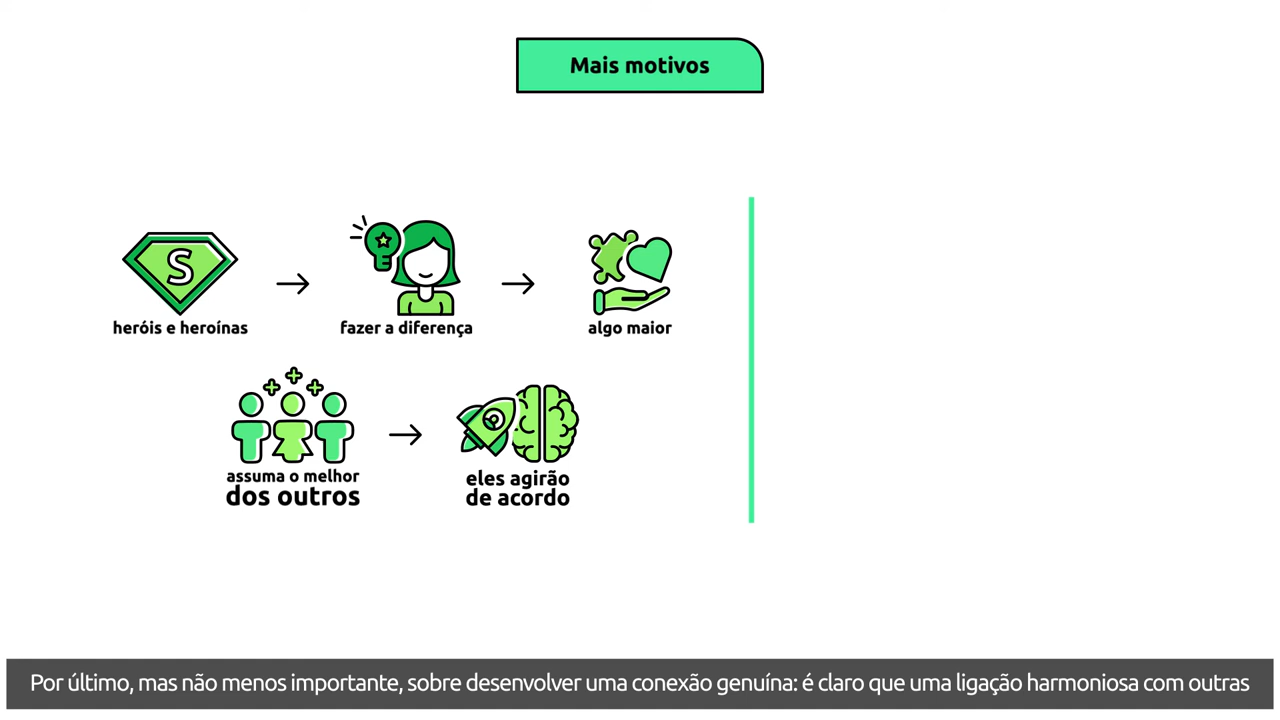 Mais motivos
S
heróis e heroínas
fazer a diferença
algo maior
assuma o melhor
dos outros
eles agirão
de acordo
Por último, mas não menos importante, sobre desenvolver uma conexão genuína: é claro que uma ligação harmoniosa com outras